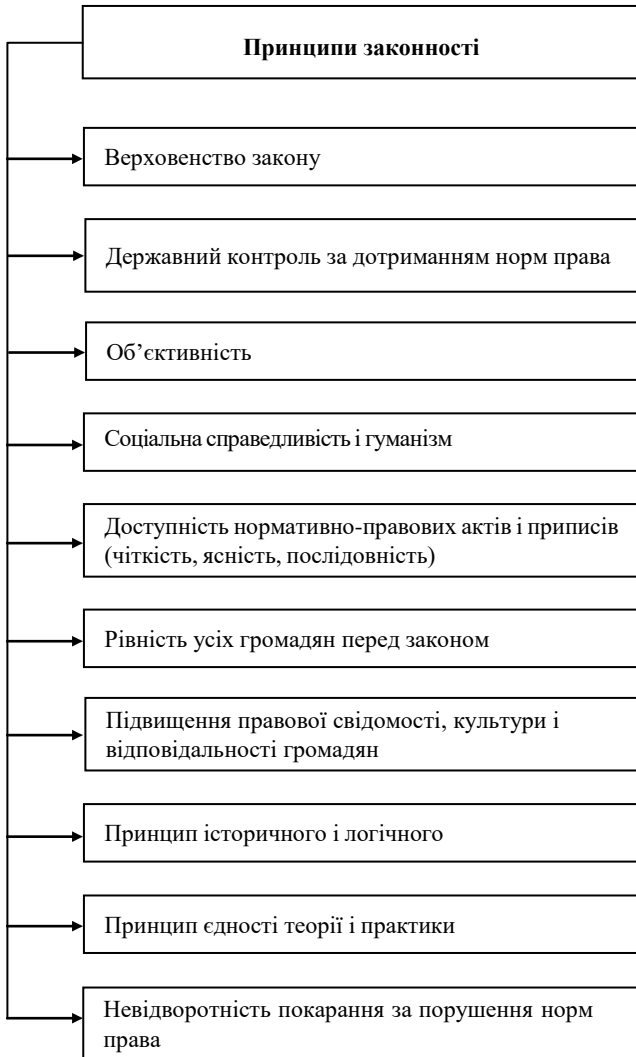 Принципи законності
Верховенство закону
Державний контроль за дотриманням норм права
Об’єктивність
Соціальна справедливість і гуманізм
Доступність нормативно-правових актів і приписів
(чіткість, ясність, послідовність)
Рівність усіх громадян перед законом
Підвищення правової свідомості, культури і
відповідальності громадян
Принцип історичного і логічного
Принцип єдності теорії і практики
Невідворотність покарання за порушення норм
права